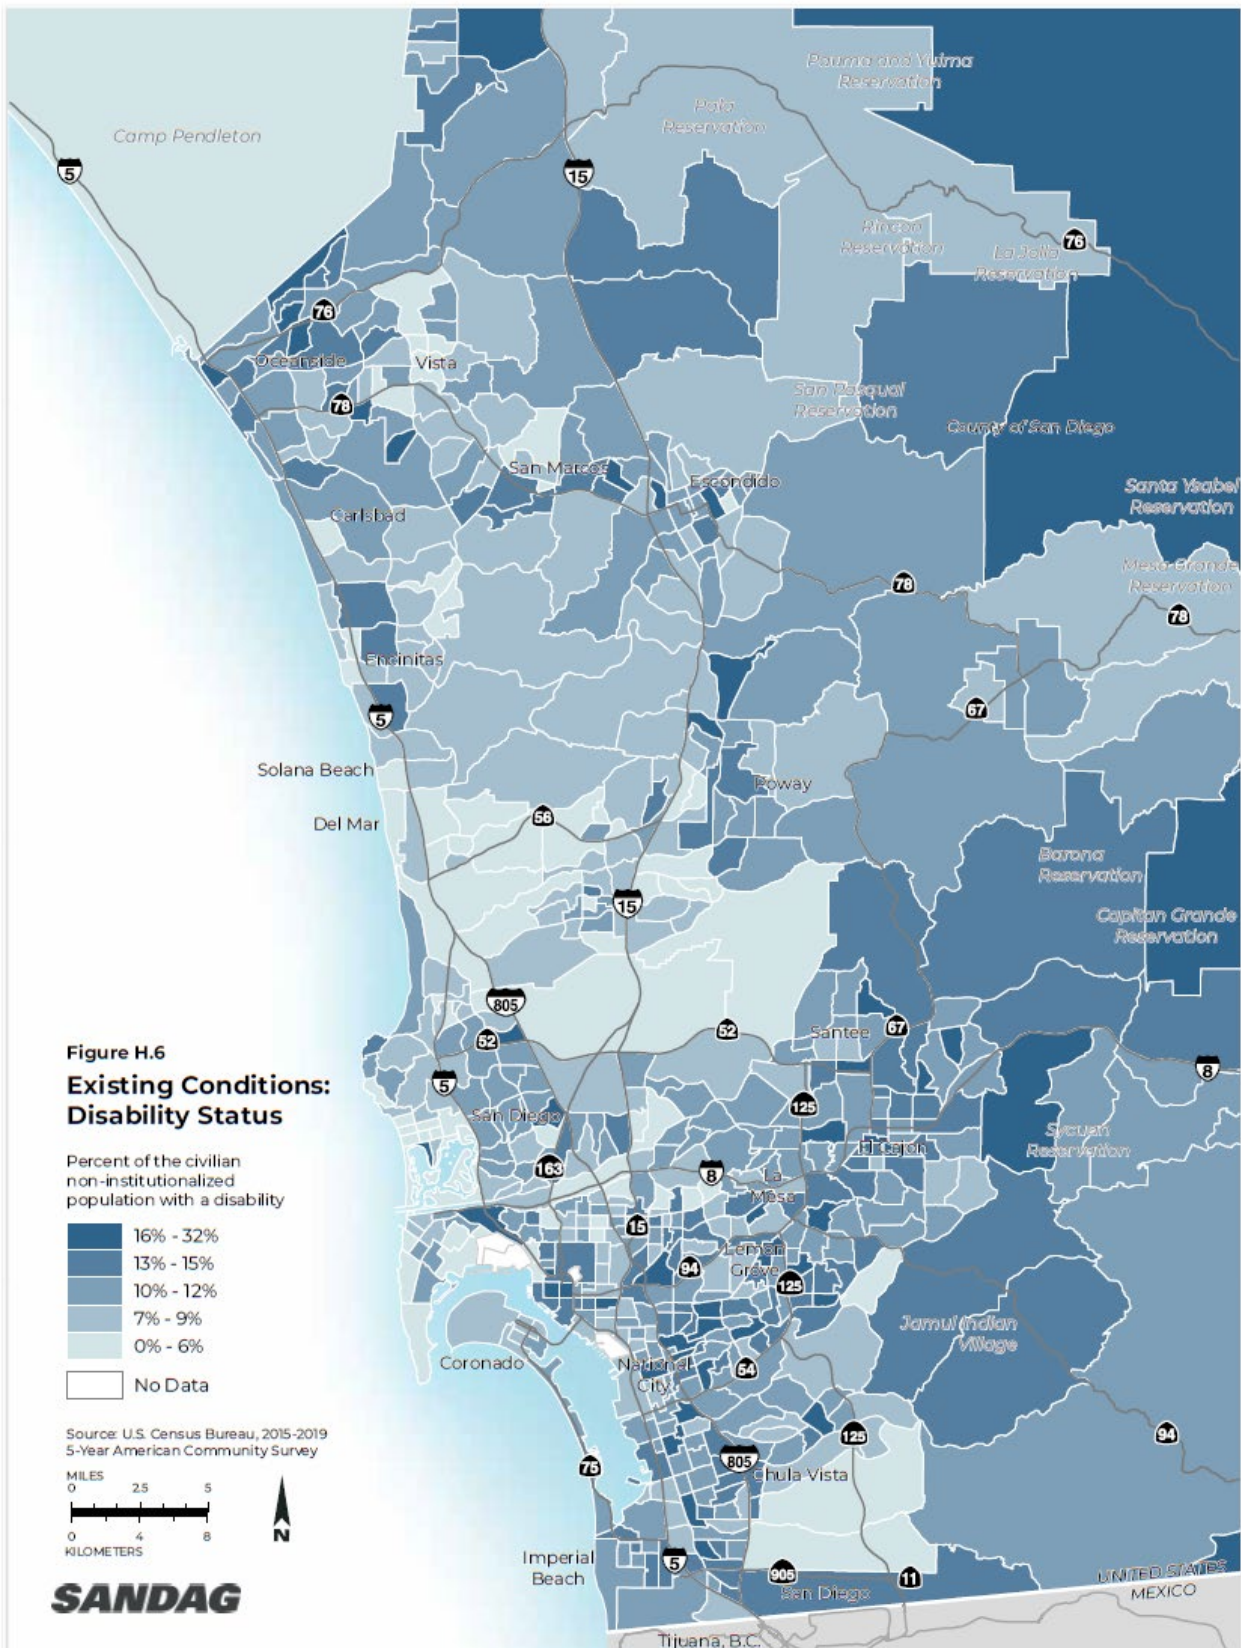 Pauma and Yuima
Reservation
Pala
Reservation
Camp Pendleton
5
15
Rincon
Reservation
76
La Jolla
Reservation
76
Oceanside
Vista
San Pasqual
Reservation
78
County of San Diego
San Marcos
Escondido
Santa Ysabel
Reservation
Carlsbad
Mesa Grande
Reservation
78
78
Encinitas
67
5
Solana Beach
Poway
56
Del Mar
Barona
Reservation
15
Capitan Grande
Reservation
805
52
Santee
67
52
8
5
125
San Diego
Sycuan
Reservation
El Cajon
163
8
La
Mesa
15
Lemon
Grove
94
125
Jamul Indian
Village
Coronado
National
City
54
125
94
805
75
Chula Vista
Imperial
Beach
5
905
San Diego
11
UNITED STATES
MEXICO
Tijuana, B.C.
Figure H.6
Existing Conditions:
Disability Status
Percent of the civilian
non-institutionalized
population with a disability
16% - 32%
13% - 15%
10% - 12%
7% - 9%
0% - 6%
No Data
Source: U.S. Census Bureau, 2015-2019
5-Year American Community Survey
MILES
0 2.5 5
0 4 8
KILOMETERS
N
SANDAG